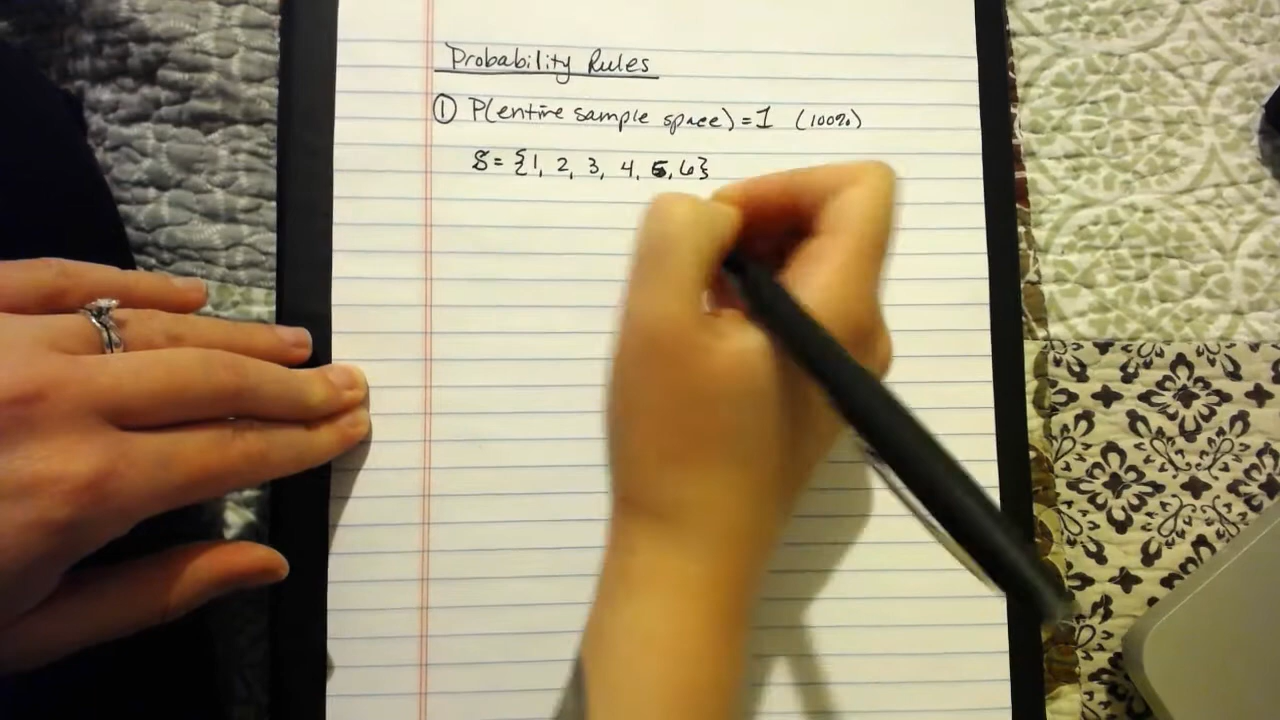 Probability Rules
① P(entire sample space) = 1 (100%)
S = {1, 2, 3, 4, 5, 6}